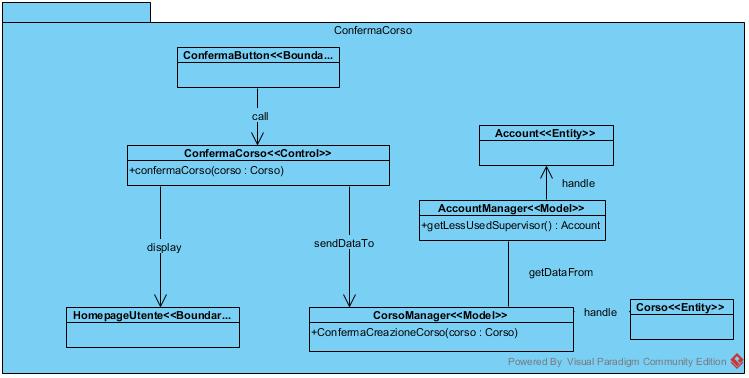 ConfermaCorso
ConfermaButton<<Bounda...
call
Account<<Entity>>
ConfermaCorso<<Control>>
+confermaCorso(corso : Corso)
handle
AccountManager<<Model>>
+getLessUsedSupervisor() : Account
display
sendDataTo
getDataFrom
HomepageUtente<<Boundar...
CorsoManager<<Model>>
+ConfermaCreazioneCorso(corso : Corso)
handle
Corso<<Entity>>
Powered By Visual Paradigm Community Edition